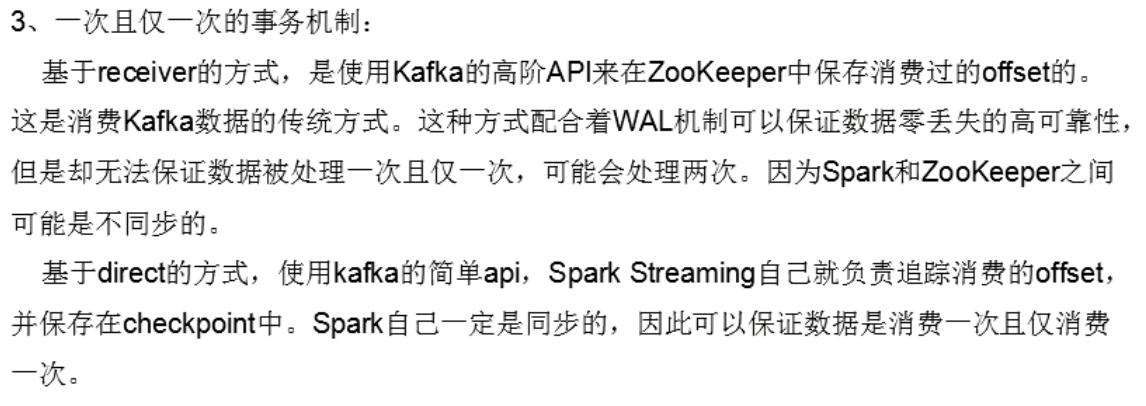 3、一次且仅一次的事务机制：
基于receiver的方式，是使用Kafka的高阶API来在ZooKeeper中保存消费过的offset的。
这是消费Kafka数据的传统方式。这种方式配合着WAL机制可以保证数据零丢失的高可靠性，
但是却无法保证数据被处理一次且仅一次，可能会处理两次。因为Spark和ZooKeeper之间
可能是不同步的。
基于direct的方式，使用kafka的简单api，Spark Streaming自己就负责追踪消费的offset，
并保存在checkpoint中。Spark自己一定是同步的，因此可以保证数据是消费一次且仅消费
一次。